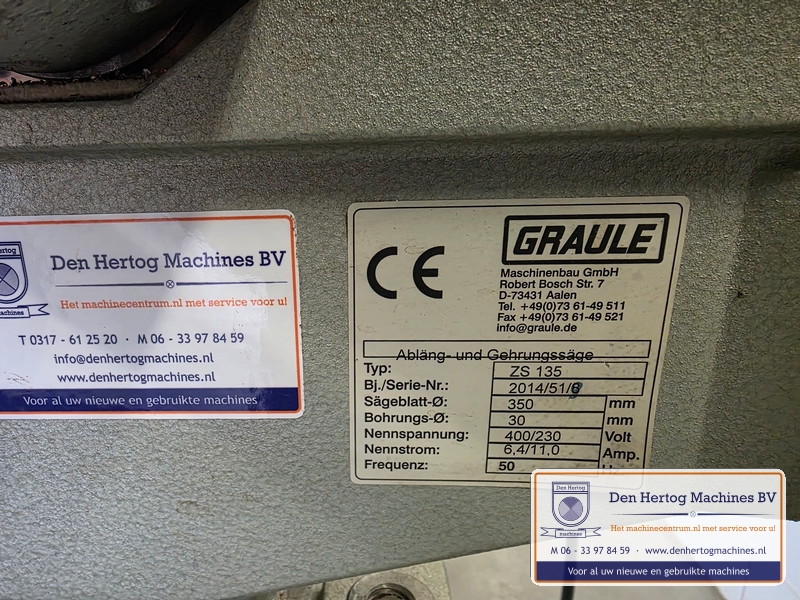 Den Hertog Machines BV
Het machinecentrum.nl met service voor u!
T 0317 - 61 25 20 · M 06 - 33 97 84 59
info@denhertogmachines.nl
www.denhertogmachines.nl
Voor al uw nieuwe en gebruikte machines
CE
GRAULE
Maschinenbau GmbH
Robert Bosch Str. 7
D-73431 Aalen
Tel. +49(0)73 61-49 511
Fax +49(0)73 61-49 521
info@graule.de
Abläng- und Gehrungssäge
Typ: ZS 135
Bj./Serie-Nr.: 2014/51/
Sägeblatt-Ø: 350 mm
Bohrungs-Ø: 30 mm
Nennspannung: 400/230 Volt
Nennstrom: 6,4/11,0 Amp.
Frequenz: 50
Den Hertog
machines
Den Hertog Machines BV
Het machinecentrum.nl met service voor u!
M 06 - 33 97 84 59 · www.denhertogmachines.nl
Voor al uw nieuwe en gebruikte machines